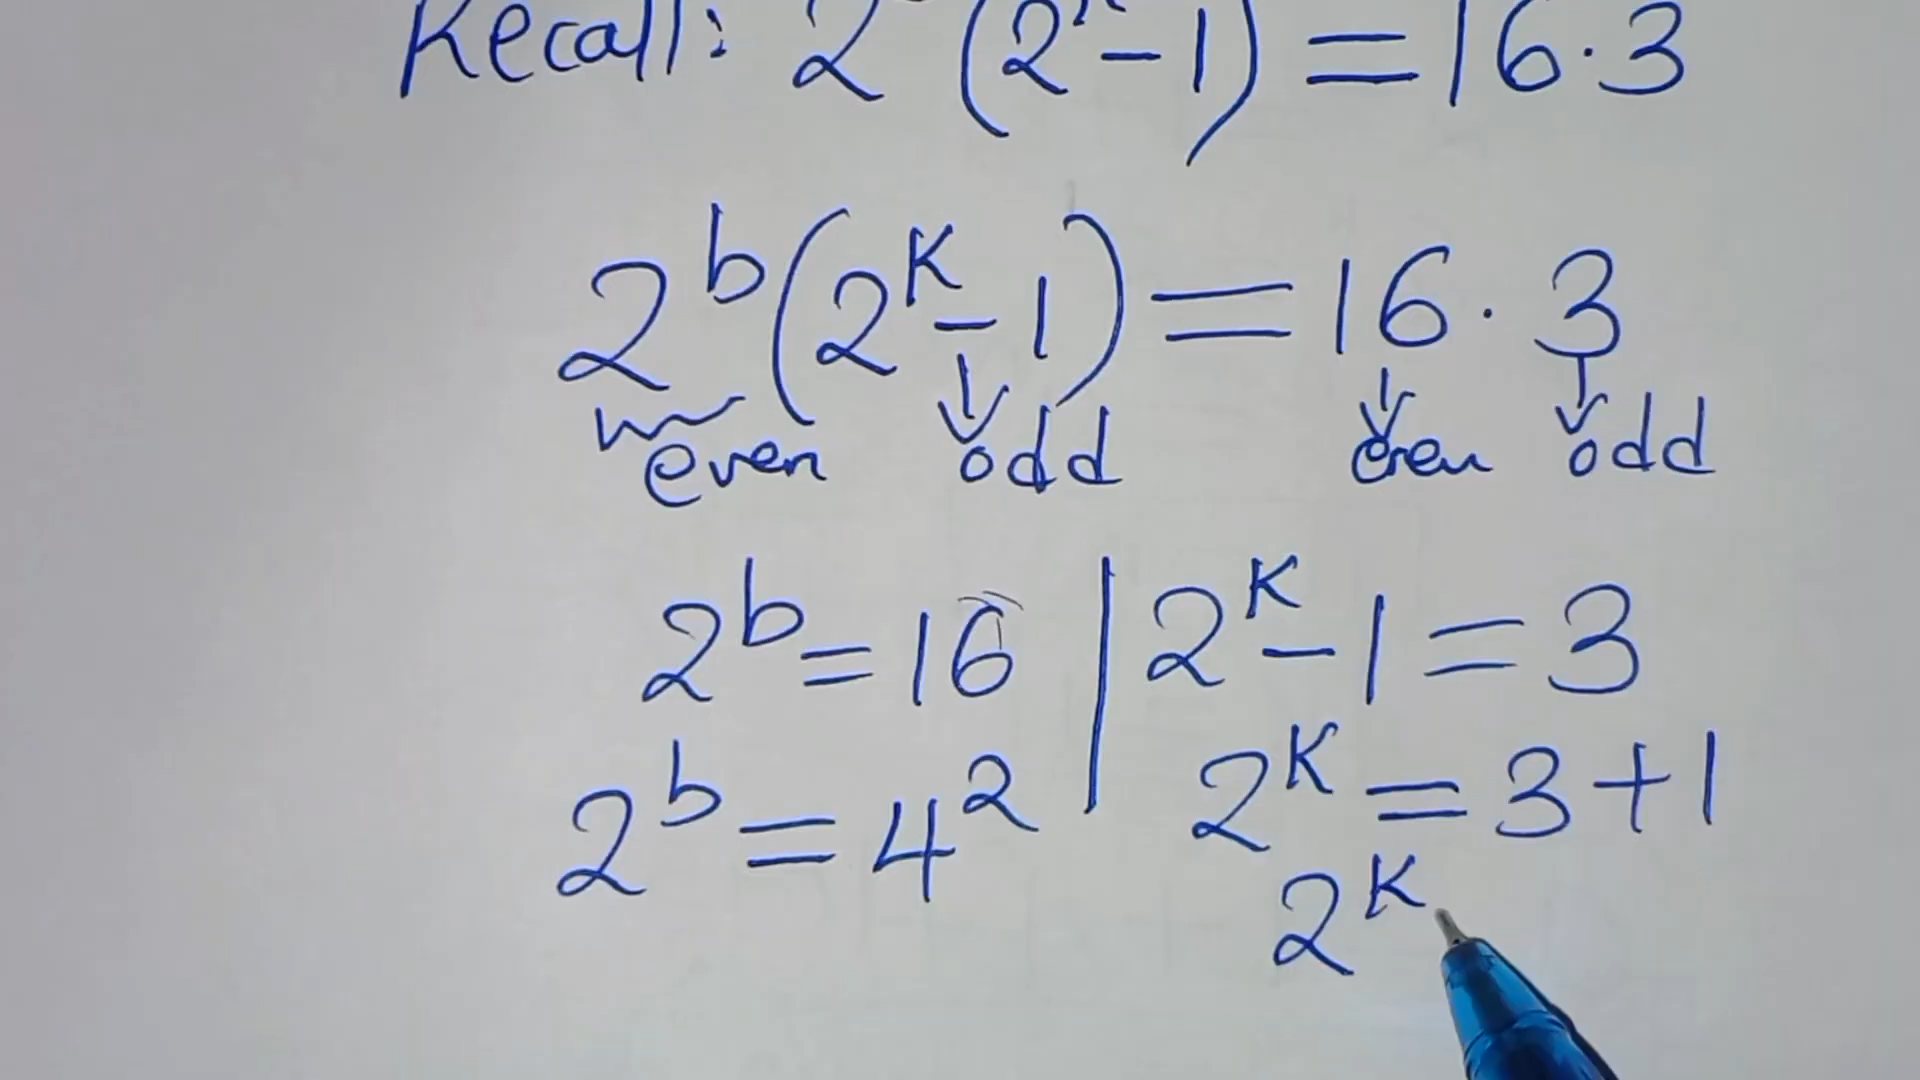 Recall: 2 (2^k - 1) = 16·3
2^b (2^k - 1) = 16·3
even odd even odd
2^b = 16 | 2^k - 1 = 3
2^b = 4^2 | 2^k = 3 + 1
2^k